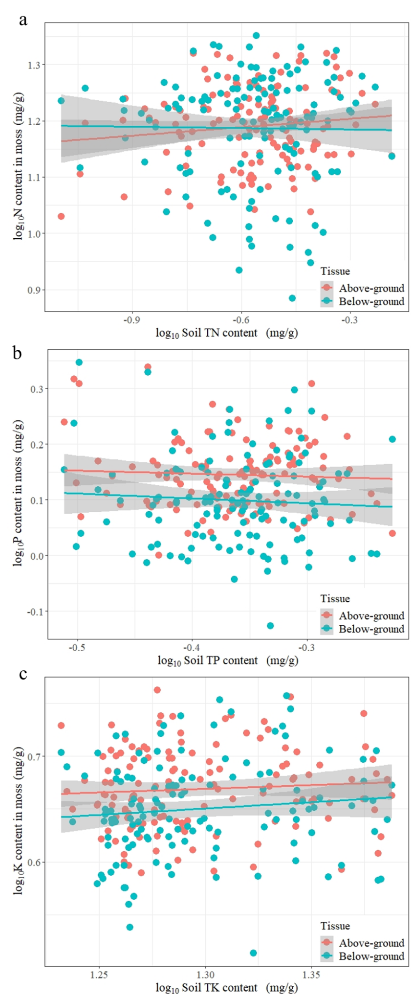 a
1.3
1.2
1.1
1.0
0.9
log₁₀N content in moss (mg/g)
-0.9 -0.6 -0.3
log₁₀ Soil TN content (mg/g)
Tissue
Above-ground
Below-ground
b
0.3
0.2
0.1
0.0
-0.1
log₁₀P content in moss (mg/g)
-0.5 -0.4 -0.3
log₁₀ Soil TP content (mg/g)
Tissue
Above-ground
Below-ground
c
0.7
0.6
log₁₀K content in moss (mg/g)
1.25 1.30 1.35
log₁₀ Soil TK content (mg/g)
Tissue
Above-ground
Below-ground